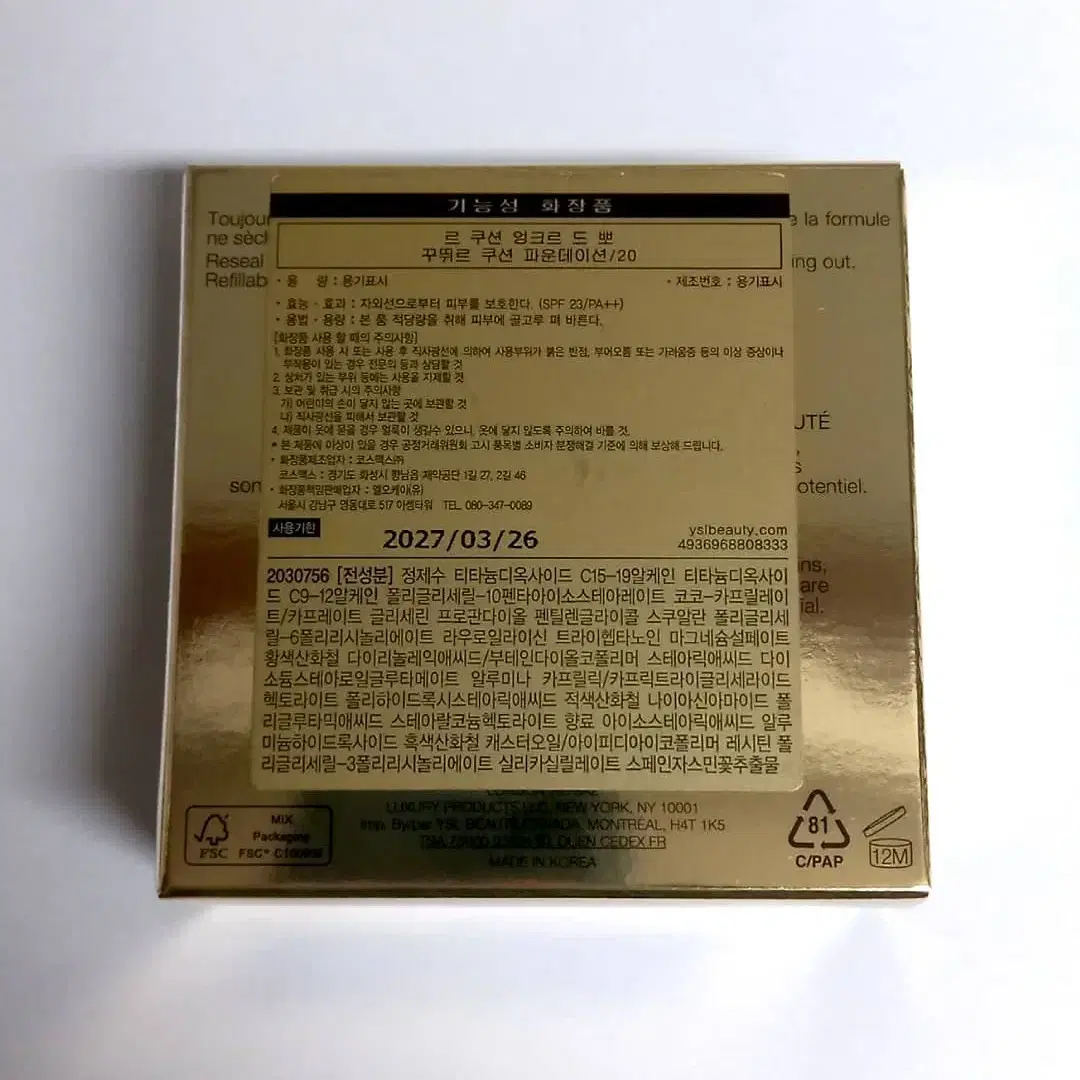 기능성 화장품
르 쿠션 엉크르 드 뽀
꾸뛰르 쿠션 파운데이션/20
e la formule
ne sèc
Reseal
ing out.
Refillab
• 용 량 : 용기표시
• 제조번호 : 용기표시
• 효능 • 효과 : 자외선으로부터 피부를 보호한다. (SPF 23/PA++)
• 용법 • 용량 : 본 품 적당량을 취해 피부에 골고루 펴 바른다.
[화장품 사용 할 때의 주의사항]
1. 화장품 사용 시 또는 사용 후 직사광선에 의하여 사용부위가 붉은 반점, 부어오름 또는 가려움증 등의 이상 증상이나
부작용이 있는 경우 전문의 등과 상담할 것
2. 상처가 있는 부위 등에는 사용을 자제할 것
3. 보관 및 취급 시의 주의사항
가) 어린이의 손이 닿지 않는 곳에 보관할 것
나) 직사광선을 피해서 보관할 것
4. 제품이 옷에 묻을 경우 얼룩이 생길수 있으니, 옷에 닿지 않도록 주의하여 바를 것.
* 본 제품에 이상이 있을 경우 공정거래위원회 고시 품목별 소비자 분쟁해결 기준에 의해 보상해 드립니다.
UTÉ
• 화장품제조업자 : 코스맥스㈜
코스맥스 : 경기도 화성시 향남읍 제약공단 1길 27, 2길 46
son
otentiel.
• 화장품책임판매업자 : 엘오케이(유)
서울시 강남구 영동대로 517 아셈타워 TEL. 080-347-0089
사용기한
2027/03/26
yslbeauty.com
4936968808333
ins,
are
ial.
2030756 [전성분] 정제수 티타늄디옥사이드 C15-19알케인 티타늄디옥사이
드 C9-12알케인 폴리글리세릴-10펜타아이소스테아레이트 코코-카프릴레이
트/카프레이트 글리세린 프로판다이올 펜틸렌글라이콜 스쿠알란 폴리글리세
릴-6폴리리시놀리에이트 라우로일라이신 트라이헵타노인 마그네슘설페이트
황색산화철 다이리놀레익애씨드/부테인다이올코폴리머 스테아릭애씨드 다이
소듐스테아로일글루타메이트 알루미나 카프릴릭/카프릭트라이글리세라이드
헥토라이트 폴리하이드록시스테아릭애씨드 적색산화철 나이아신아마이드 폴
리글루타믹애씨드 스테아랄코늄헥토라이트 향료 아이소스테아릭애씨드 알루
미늄하이드록사이드 흑색산화철 캐스터오일/아이피디아이코폴리머 레시틴 폴
리글리세릴-3폴리리시놀리에이트 실리카실릴레이트 스페인자스민꽃추출물
LUXURY PRODUCTS LLC, NEW YORK, NY 10001
Imp. By/par YSL BEAUTE CANADA, MONTRÉAL, H4T 1K5
CEDEX FR
MADE IN KOREA
FSC
MIX
Packaging
FSC®
81
C/PAP
12M